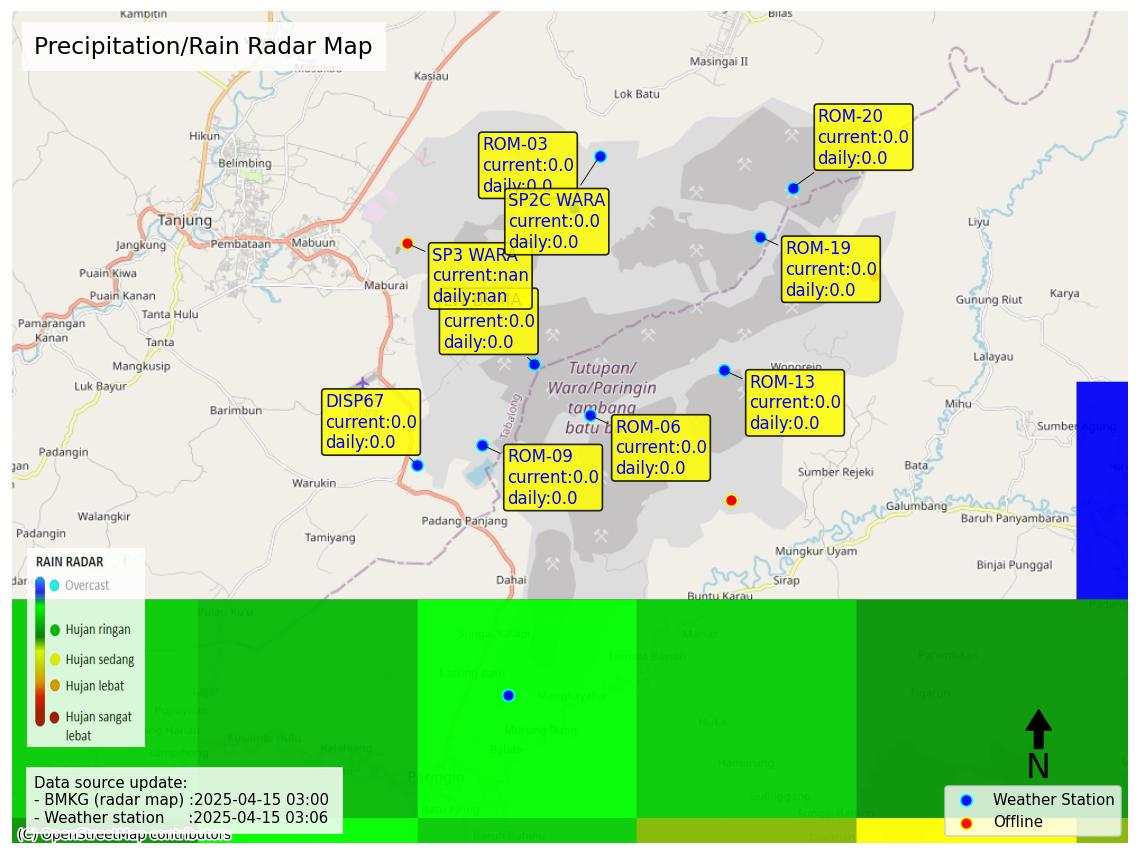 Precipitation/Rain Radar Map
Kambitin
Bilas
Masukau
Kasiau
Masingai II
Lok Batu
Hikun
Belimbing
Tanjung
Jangkung
Pembataan
Mabuun
Puain Kiwa
Maburai
Puain Kanan
Tanta Hulu
Pamarangan
Kanan
Tanta
Mangkusip
Luk Bayur
Barimbun
Padangin
Warukin
Walangkir
Padangin
Tamiyang
Padang Panjang
Dahai
Liyu
Gunung Riut
Karya
Lalayau
Mihu
Wonorejo
Sumber Rejeki
Bata
Galumbang
Baruh Panyambaran
Mungkur Uyam
Binjai Punggal
Sirap
Buntu Karau
Tabalong
Tutupan/
Wara/Paringin
tambang
batu b
ROM-03
current:0.0
daily:0.0
SP2C WARA
current:0.0
daily:0.0
ROM-20
current:0.0
daily:0.0
ROM-19
current:0.0
daily:0.0
SP3 WARA
current:nan
daily:nan
current:0.0
daily:0.0
ROM-13
current:0.0
daily:0.0
DISP67
current:0.0
daily:0.0
ROM-06
current:0.0
daily:0.0
ROM-09
current:0.0
daily:0.0
RAIN RADAR
Overcast
Hujan ringan
Hujan sedang
Hujan lebat
Hujan sangat
lebat
Paringin
Data source update:
- BMKG (radar map) :2025-04-15 03:00
- Weather station :2025-04-15 03:06
(C) OpenStreetMap contributors
N
Weather Station
Offline